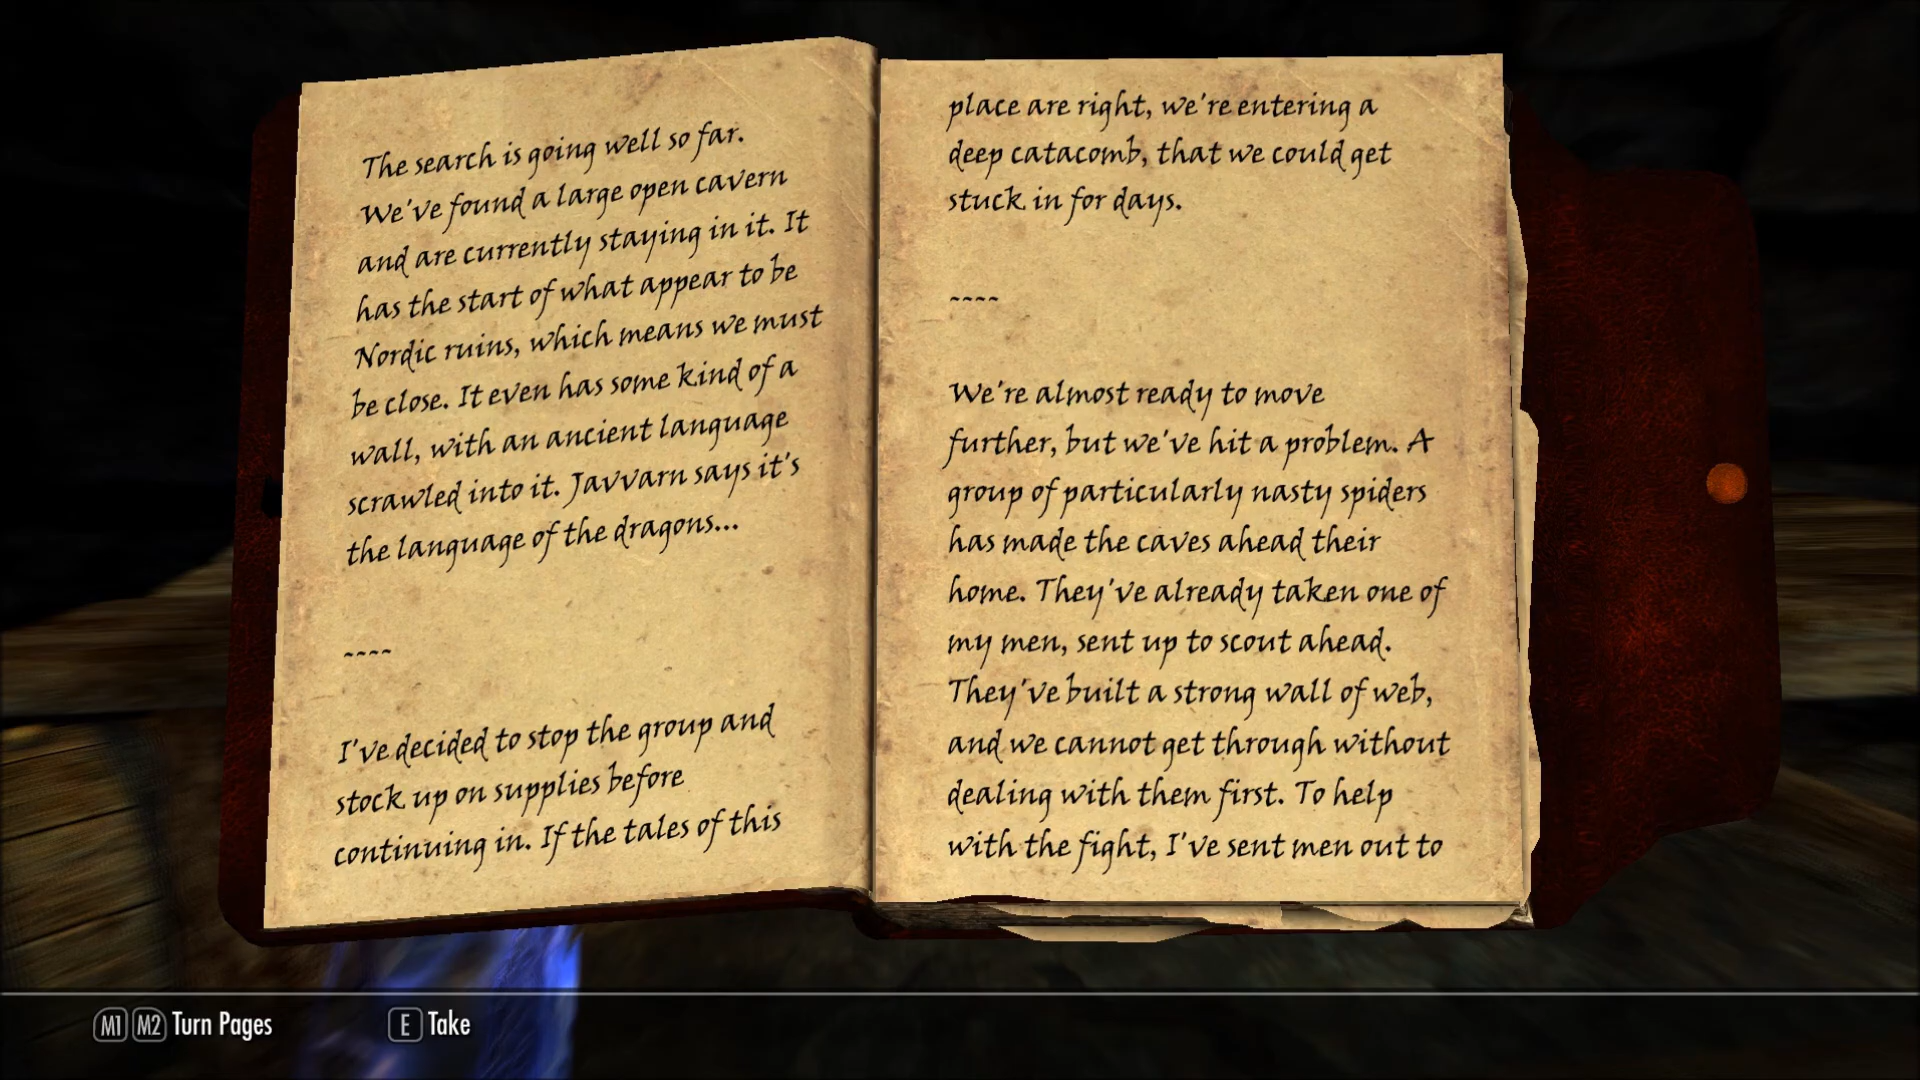 The search is going well so far.
We've found a large open cavern
and are currently staying in it. It
has the start of what appear to be
Nordic ruins, which means we must
be close. It even has some kind of a
wall, with an ancient language
scrawled into it. Javvarn says it's
the language of the dragons...
~~~~
I've decided to stop the group and
stock up on supplies before
continuing in. If the tales of this
place are right, we're entering a
deep catacomb, that we could get
stuck in for days.
~~~~
We're almost ready to move
further, but we've hit a problem. A
group of particularly nasty spiders
has made the caves ahead their
home. They've already taken one of
my men, sent up to scout ahead.
They've built a strong wall of web,
and we cannot get through without
dealing with them first. To help
with the fight, I've sent men out to
M1 M2 Turn Pages
E Take